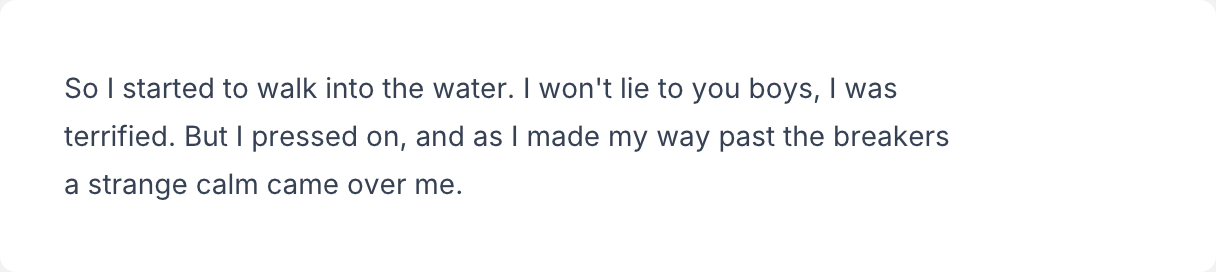 So I started to walk into the water. I won't lie to you boys, I was
terrified. But I pressed on, and as I made my way past the breakers
a strange calm came over me.